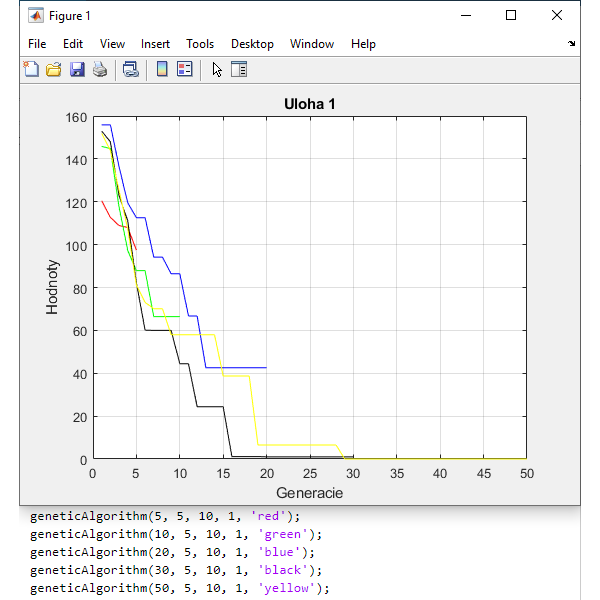 Figure 1
File Edit View Insert Tools Desktop Window Help
Uloha 1
160
140
120
100
80
60
40
20
0
Hodnoty
0 5 10 15 20 25 30 35 40 45 50
Generacie
geneticAlgorithm(5, 5, 10, 1, 'red');
geneticAlgorithm(10, 5, 10, 1, 'green');
geneticAlgorithm(20, 5, 10, 1, 'blue');
geneticAlgorithm(30, 5, 10, 1, 'black');
geneticAlgorithm(50, 5, 10, 1, 'yellow');